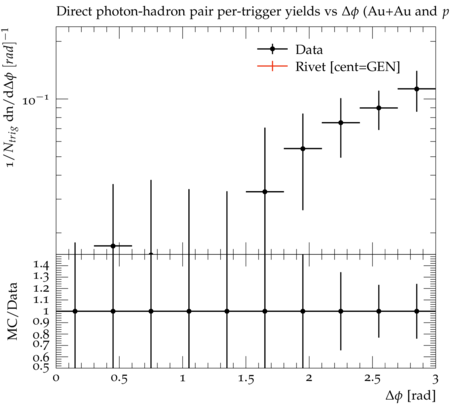 Direct photon-hadron pair per-trigger yields vs Δϕ (Au+Au and p
Data
Rivet [cent=GEN]
1/N_trig dn/dΔϕ [rad]⁻¹
10⁻¹
MC/Data
1.4
1.3
1.2
1.1
1
0.9
0.8
0.7
0.6
0.5
0 0.5 1 1.5 2 2.5 3
Δϕ [rad]